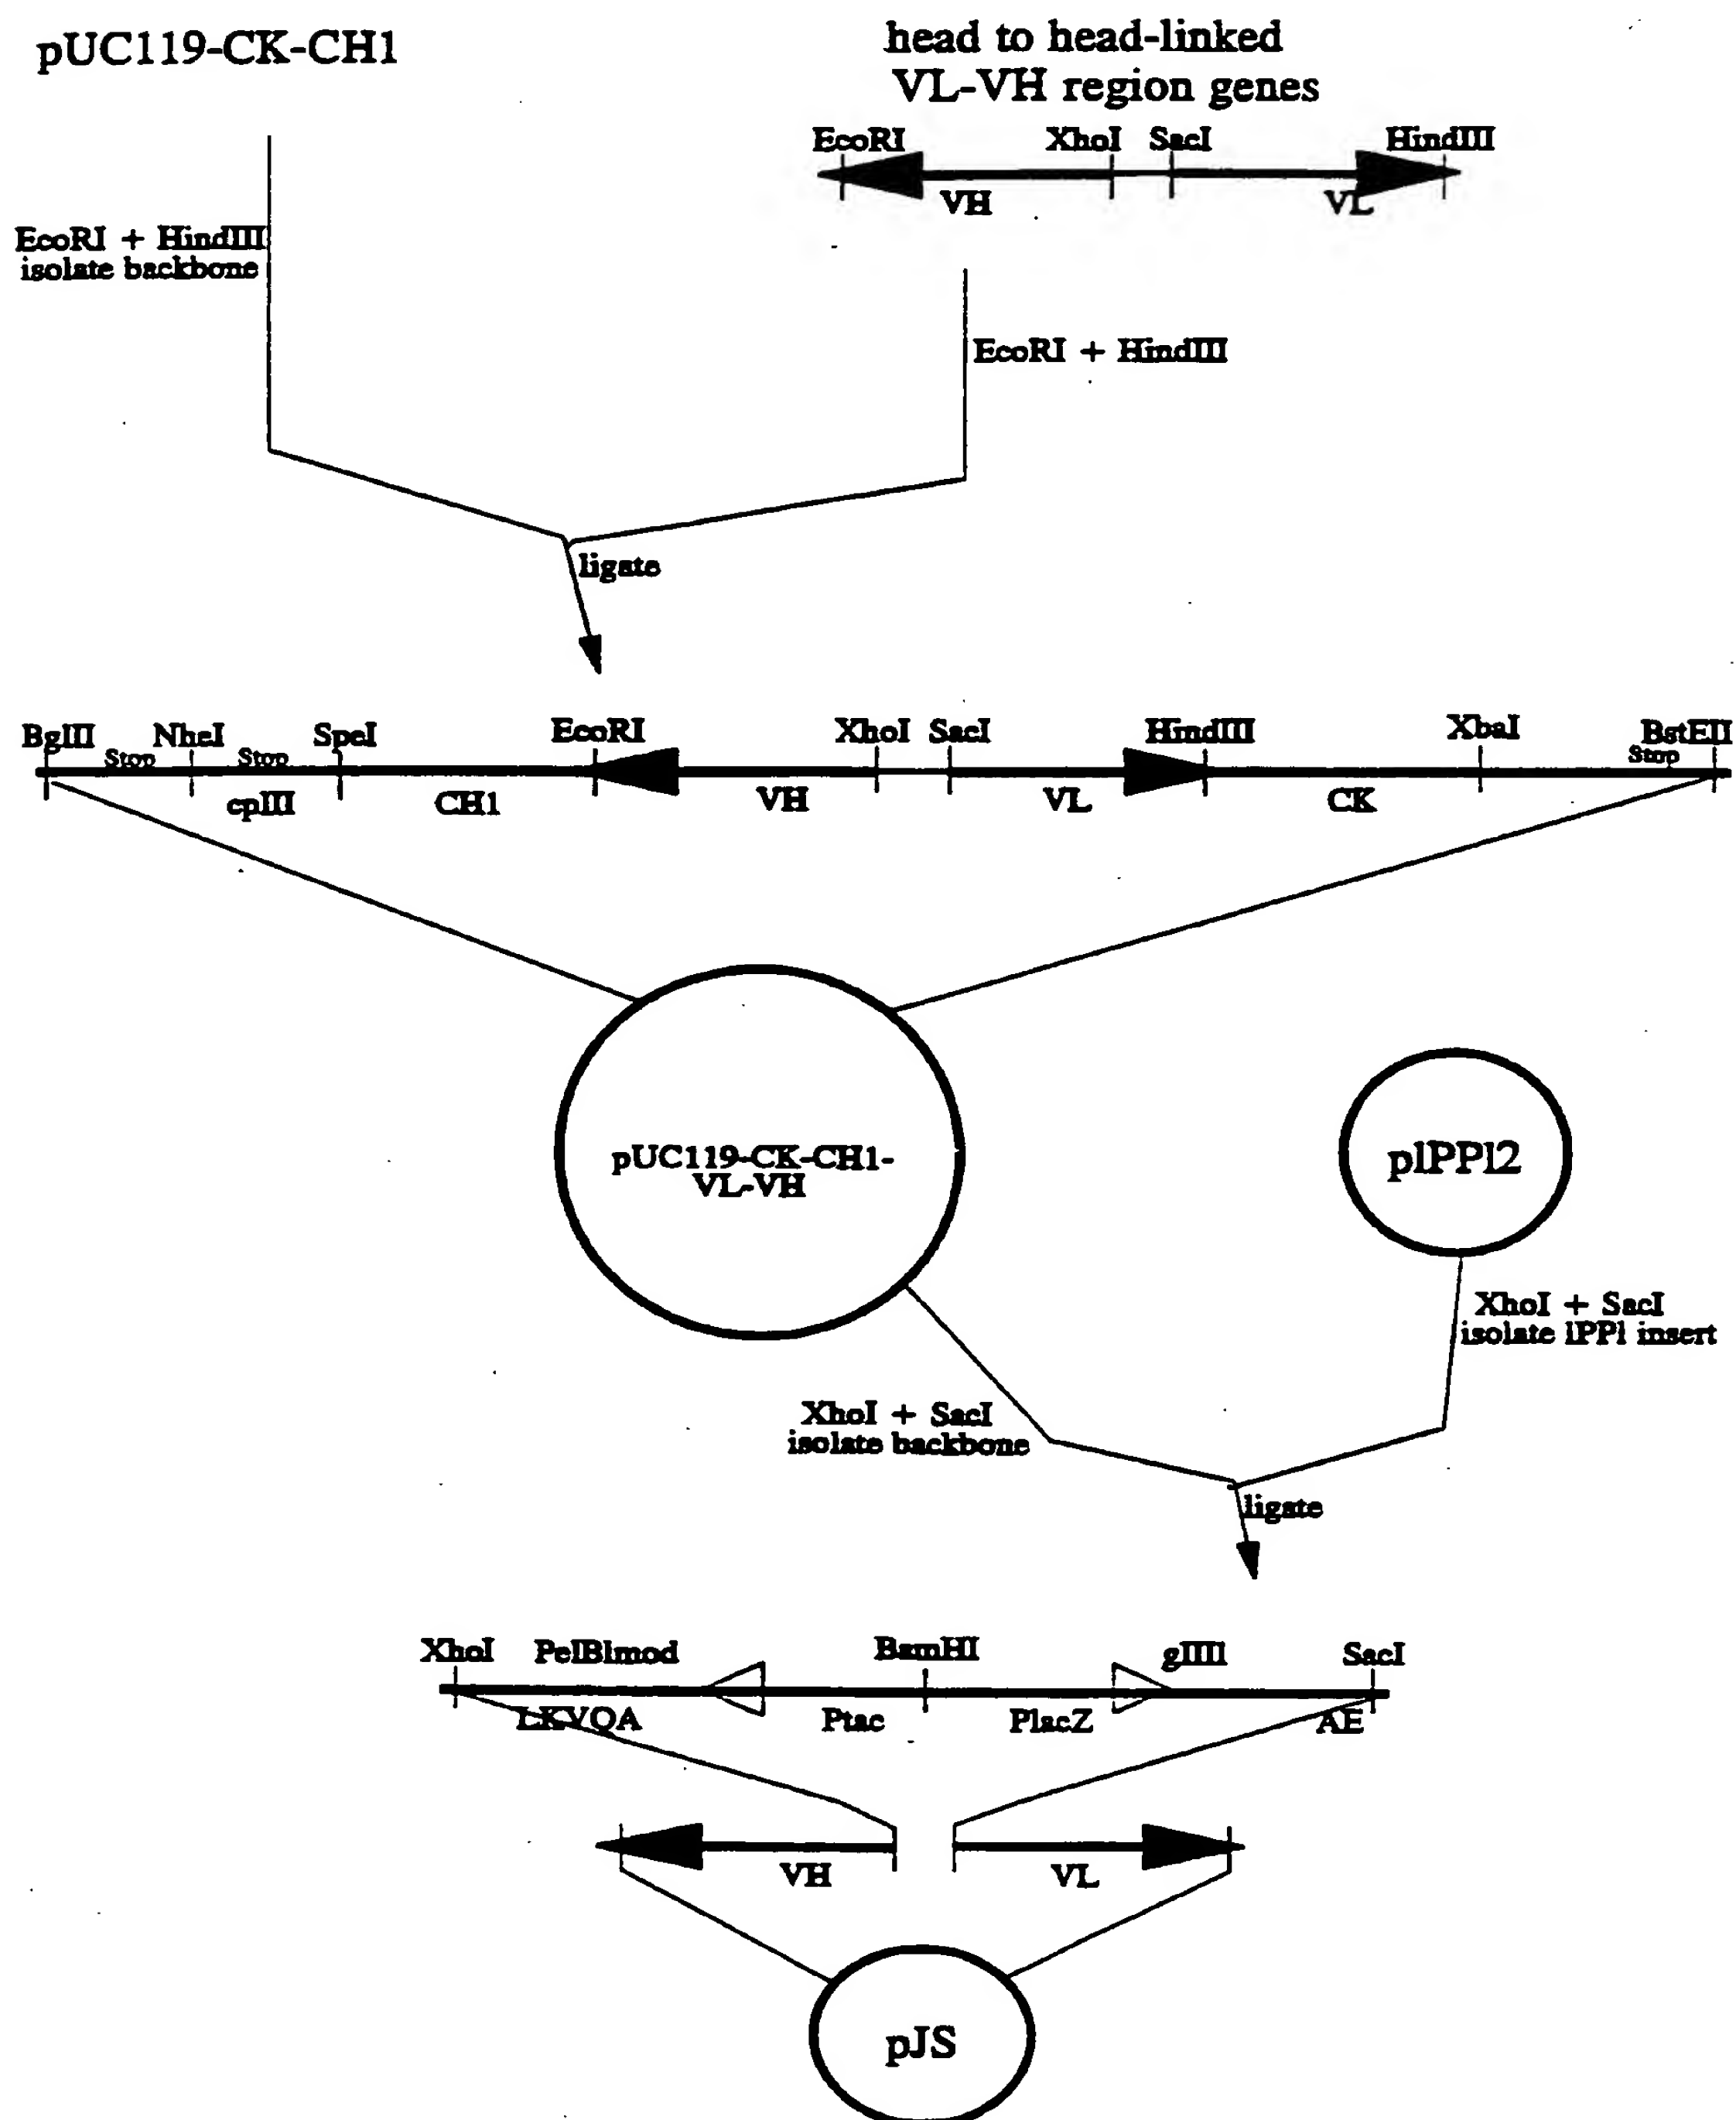 pUC119-CK-CH1
head to head-linked
VL-VH region genes
EcoRI XhoI SacI HindIII
VH VL
EcoRI + HindIII
isolate backbone
EcoRI + HindIII
ligate
BglII NheI SpeI EcoRI XhoI SacI HindIII XbaI BstEII
Stop Stop Stop
cpIII CH1 VH VL CK
pUC119-CK-CH1-
VL-VH
plPPl2
XhoI + SacI
isolate lPPl insert
XhoI + SacI
isolate backbone
ligate
XhoI PelBlmod BamHI gIIIl SacI
LKVQA Ptac PlacZ AE
VH VL
pJS